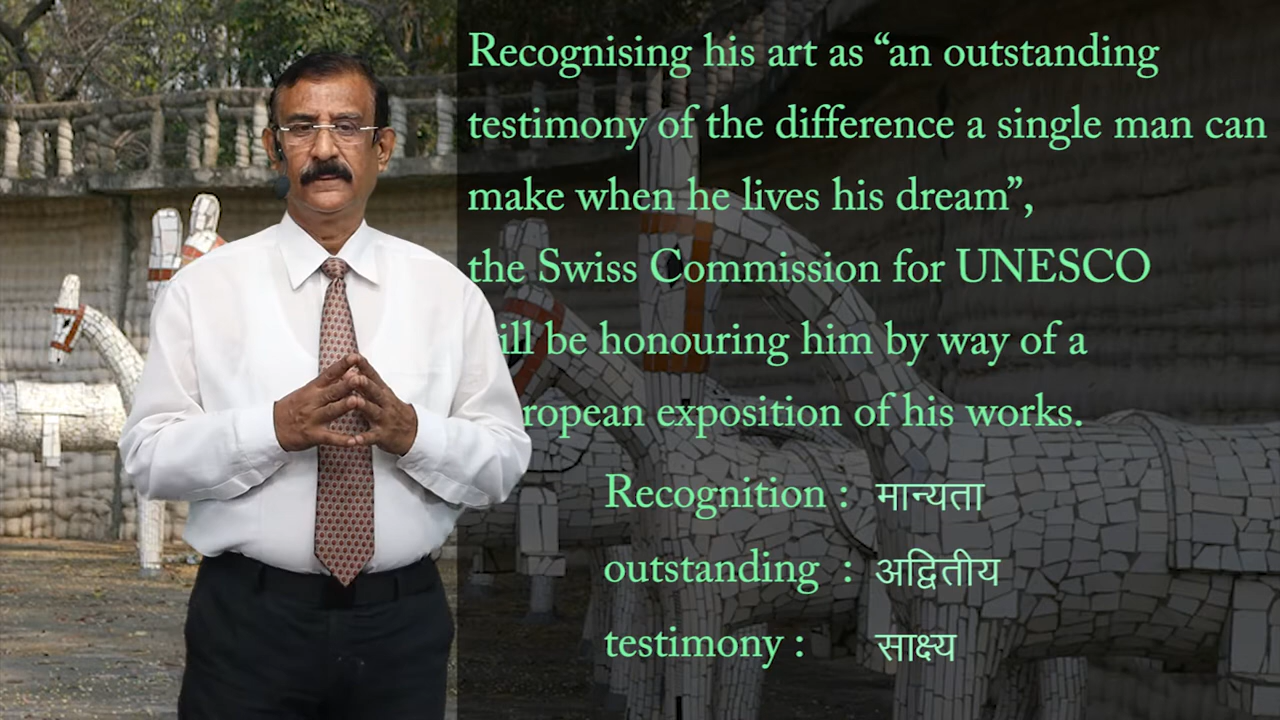 Recognising his art as “an outstanding
testimony of the difference a single man can
make when he lives his dream”,
the Swiss Commission for UNESCO
ill be honouring him by way of a
ropean exposition of his works.
Recognition : मान्यता
outstanding : अद्वितीय
testimony : साक्ष्य